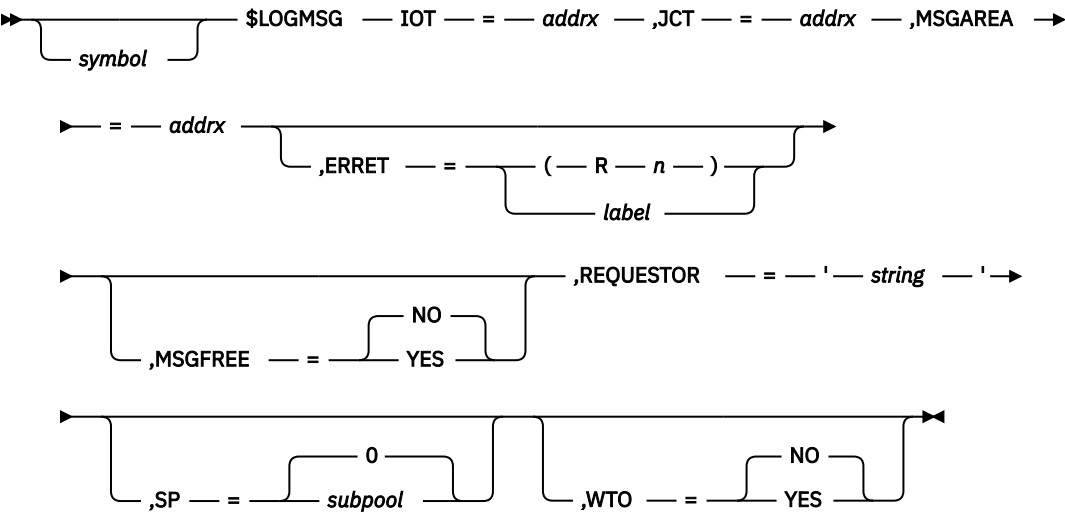 $LOGMSG IOT = addrx ,JCT = addrx ,MSGAREA
symbol
= addrx
,ERRET = ( R n )
label
,REQUESTOR = ' string '
NO
,MSGFREE = YES
0 NO
,SP = subpool ,WTO = YES